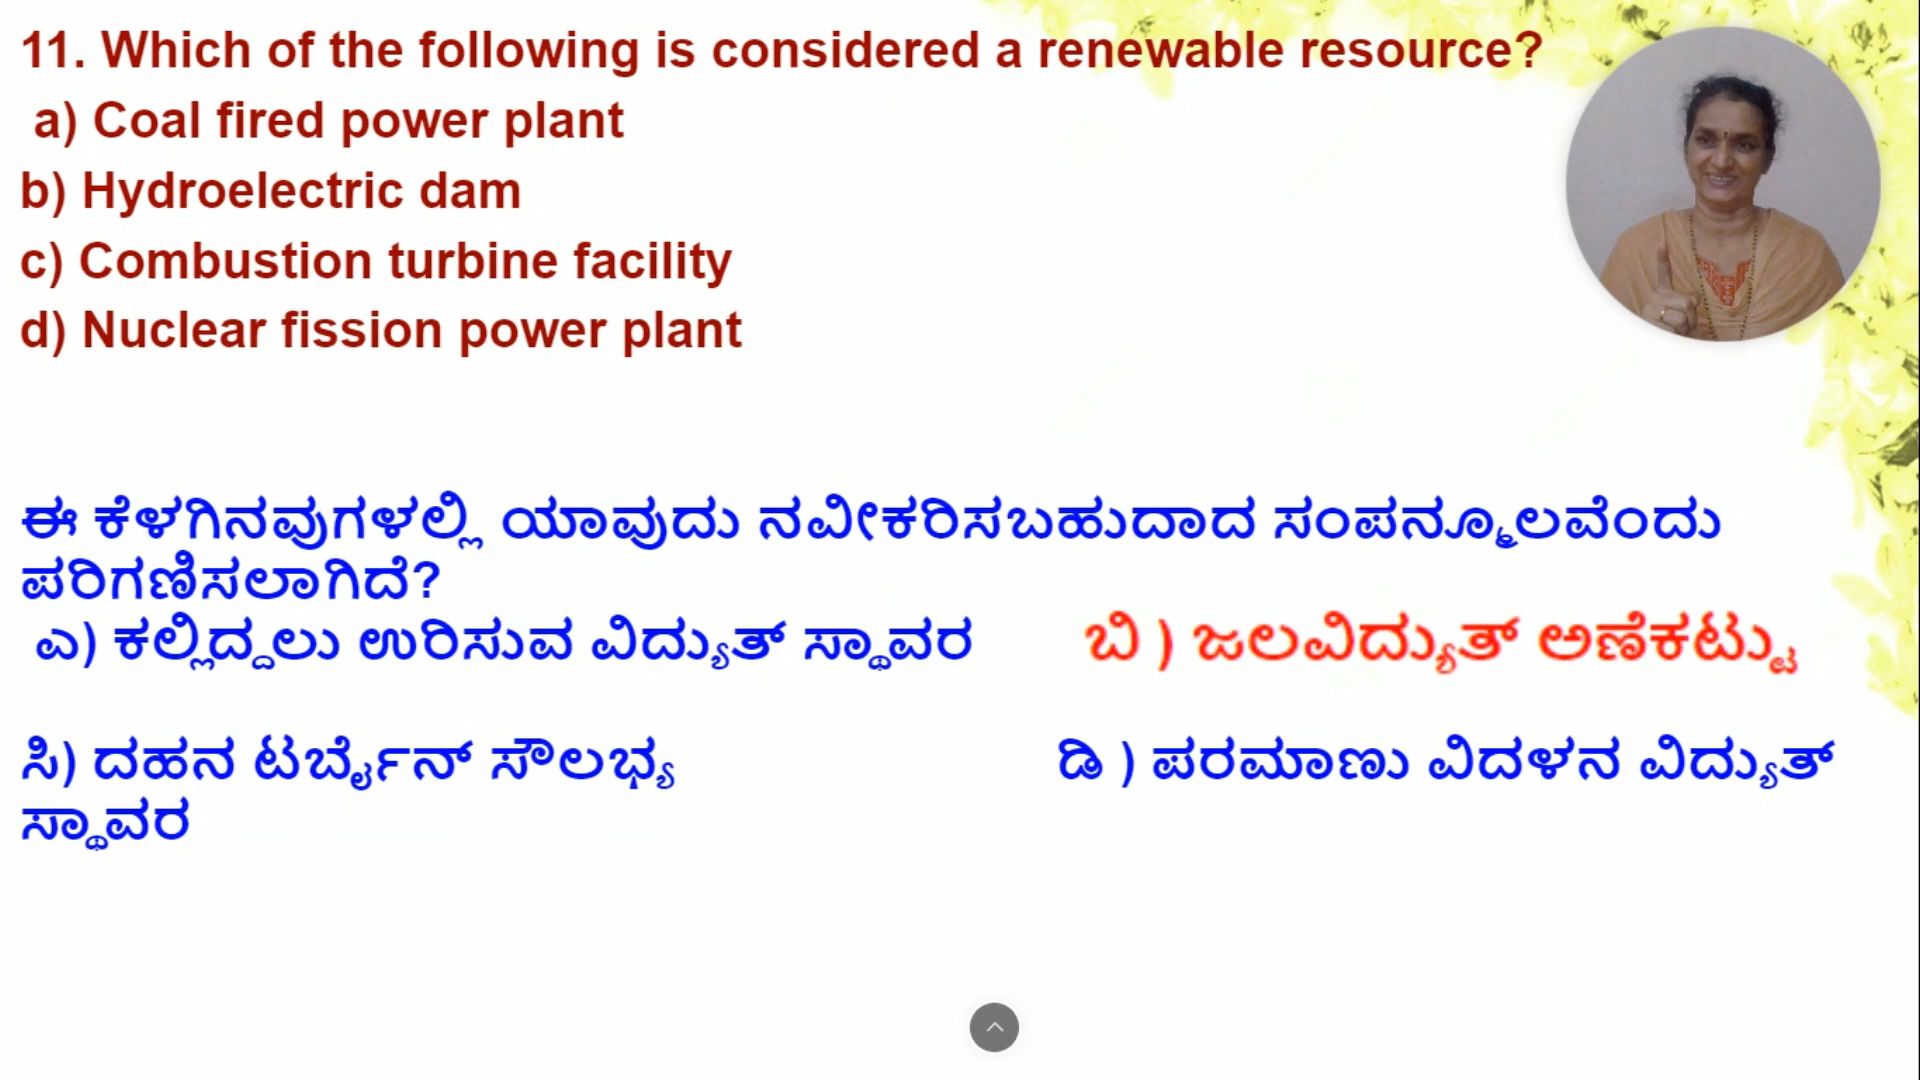 11. Which of the following is considered a renewable resource?
a) Coal fired power plant
b) Hydroelectric dam
c) Combustion turbine facility
d) Nuclear fission power plant
ಈ ಕೆಳಗಿನವುಗಳಲ್ಲಿ ಯಾವುದು ನವೀಕರಿಸಬಹುದಾದ ಸಂಪನ್ಮೂಲವೆಂದು
ಪರಿಗಣಿಸಲಾಗಿದೆ?
ಎ) ಕಲ್ಲಿದ್ದಲು ಉರಿಸುವ ವಿದ್ಯುತ್ ಸ್ಥಾವರ ಬಿ ) ಜಲವಿದ್ಯುತ್ ಅಣೆಕಟ್ಟು
ಸಿ) ದಹನ ಟರ್ಬೈನ್ ಸೌಲಭ್ಯ ಡಿ ) ಪರಮಾಣು ವಿದಳನ ವಿದ್ಯುತ್
ಸ್ಥಾವರ